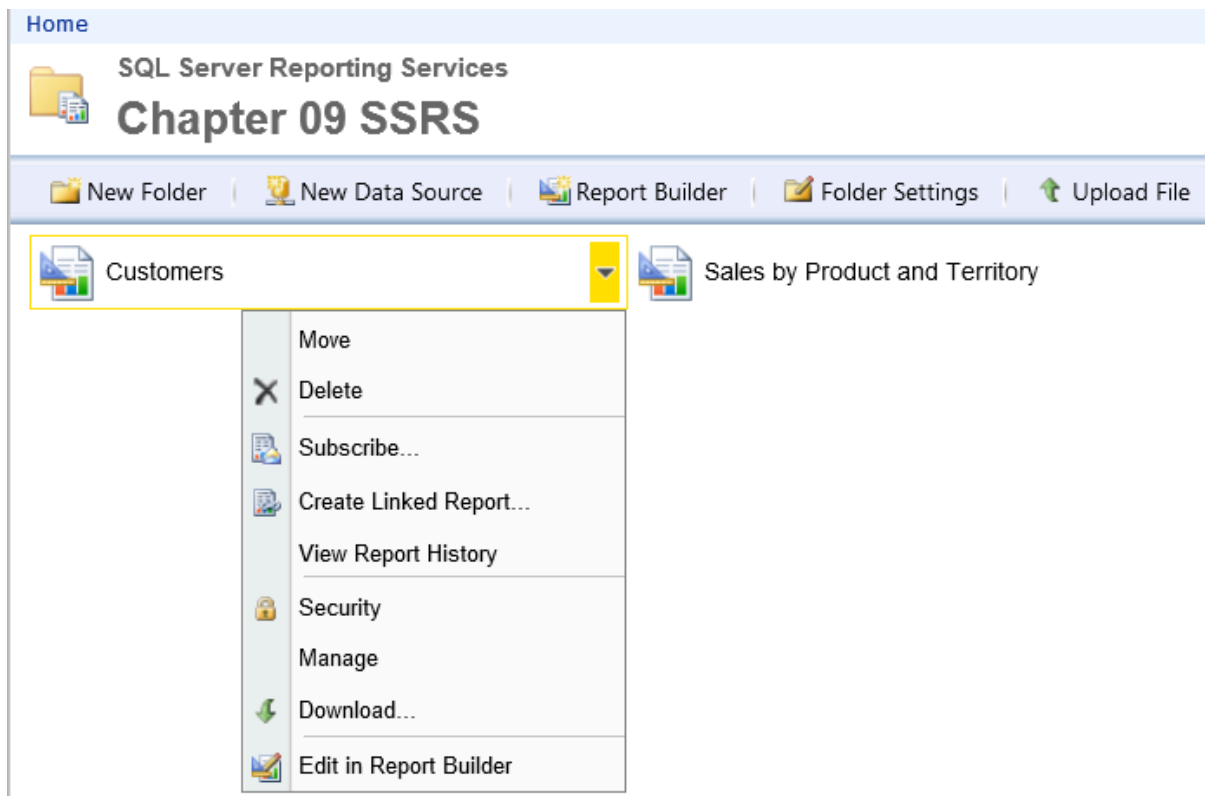 Home
SQL Server Reporting Services
Chapter 09 SSRS
New Folder New Data Source Report Builder Folder Settings Upload File
Customers Sales by Product and Territory
Move
Delete
Subscribe...
Create Linked Report...
View Report History
Security
Manage
Download...
Edit in Report Builder